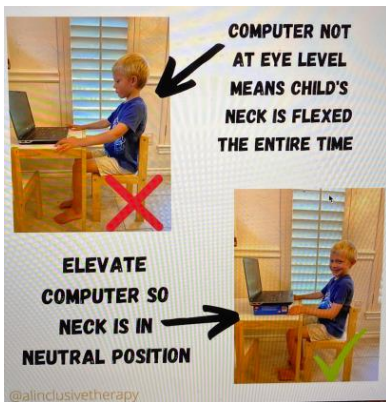 COMPUTER NOT
AT EYE LEVEL
MEANS CHILD'S
NECK IS FLEXED
THE ENTIRE TIME
ELEVATE
COMPUTER SO
NECK IS IN
NEUTRAL POSITION
@alinclusivetherapy